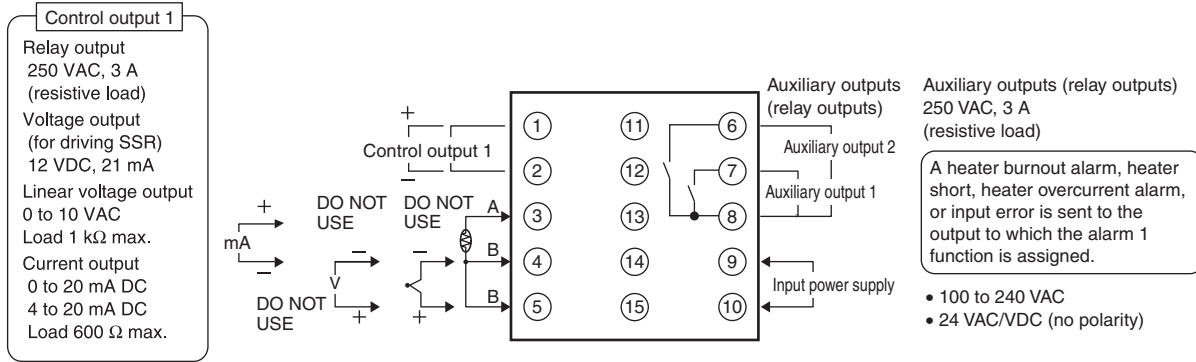 Control output 1
Relay output
250 VAC, 3 A
(resistive load)
Voltage output
(for driving SSR)
12 VDC, 21 mA
Linear voltage output
0 to 10 VAC
Load 1 kΩ max.
Current output
0 to 20 mA DC
4 to 20 mA DC
Load 600 Ω max.
+
mA
−
DO NOT
USE
−
V
+
DO NOT
USE
DO NOT
USE
−
+
+
Control output 1
−
A
B
B
1
2
3
4
5
11
12
13
14
15
6
7
8
9
10
Auxiliary outputs
(relay outputs)
Auxiliary output 2
Auxiliary output 1
Input power supply
Auxiliary outputs (relay outputs)
250 VAC, 3 A
(resistive load)
A heater burnout alarm, heater
short, heater overcurrent alarm,
or input error is sent to the
output to which the alarm 1
function is assigned.
• 100 to 240 VAC
• 24 VAC/VDC (no polarity)